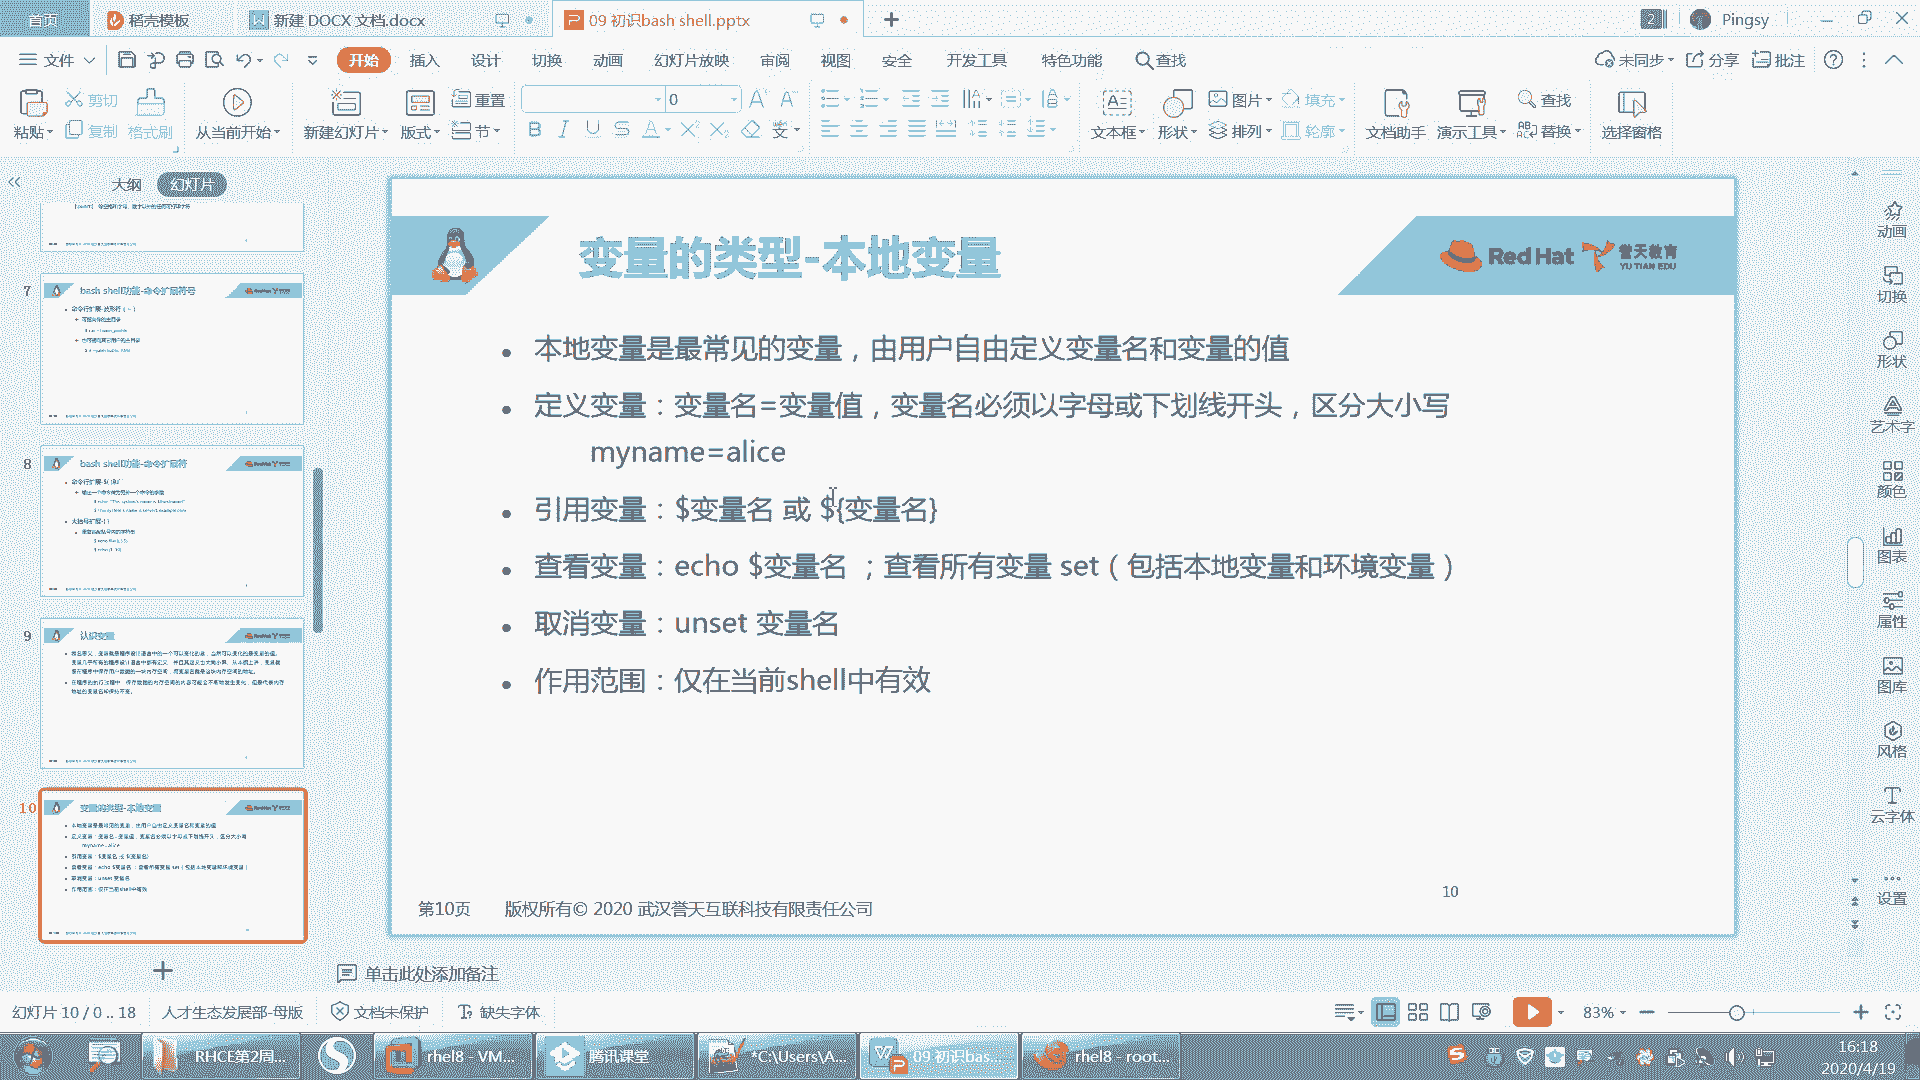 首页
稻壳模板
新建 DOCX 文档.docx
09 初识bash shell.pptx
2
Pingsy
文件
开始
插入
设计
切换
动画
幻灯片放映
审阅
视图
安全
开发工具
特色功能
查找
未同步
分享
批注
粘贴
剪切
复制
格式刷
从当前开始
新建幻灯片
版式
重置
节
0
文本框
形状
图片
排列
填充
轮廓
文档助手
演示工具
查找
替换
选择窗格
大纲
幻灯片
7
bash shell功能-命令扩展符号
8
bash shell功能-命令扩展符
9
认识变量
10
变量的类型-本地变量
变量的类型-本地变量
Red Hat
誉天教育
YU TIAN EDU
本地变量是最常见的变量，由用户自由定义变量名和变量的值
定义变量：变量名=变量值，变量名必须以字母或下划线开头，区分大小写
myname=alice
引用变量：$变量名 或 ${变量名}
查看变量：echo $变量名 ；查看所有变量 set（包括本地变量和环境变量）
取消变量：unset 变量名
作用范围：仅在当前shell中有效
10
第10页
版权所有© 2020 武汉誉天互联科技有限责任公司
动画
切换
形状
艺术字
颜色
图表
属性
图库
风格
云字体
设置
单击此处添加备注
幻灯片 10 / 0 .. 18
人才生态发展部-母版
文档未保护
缺失字体
83%
RHCE第2周...
rhel8 - VM...
腾讯课堂
*C:\Users\A...
09 初识bas...
rhel8 - root...
16:18
2020/4/19